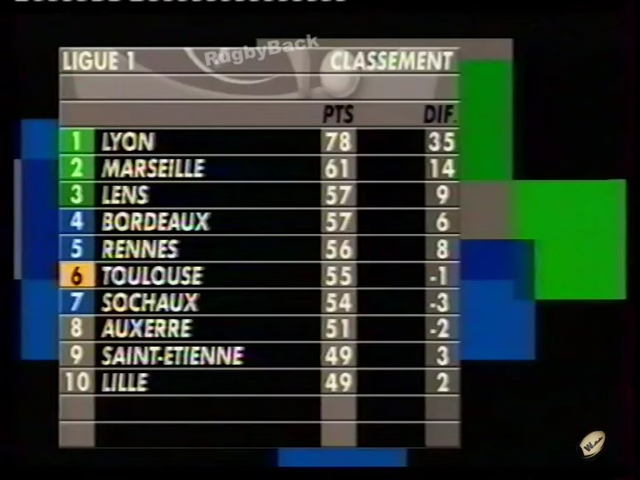 RugbyBack
LIGUE 1 CLASSEMENT
PTS DIF.
1 LYON 78 35
2 MARSEILLE 61 14
3 LENS 57 9
4 BORDEAUX 57 6
5 RENNES 56 8
6 TOULOUSE 55 -1
7 SOCHAUX 54 -3
8 AUXERRE 51 -2
9 SAINT-ETIENNE 49 3
10 LILLE 49 2